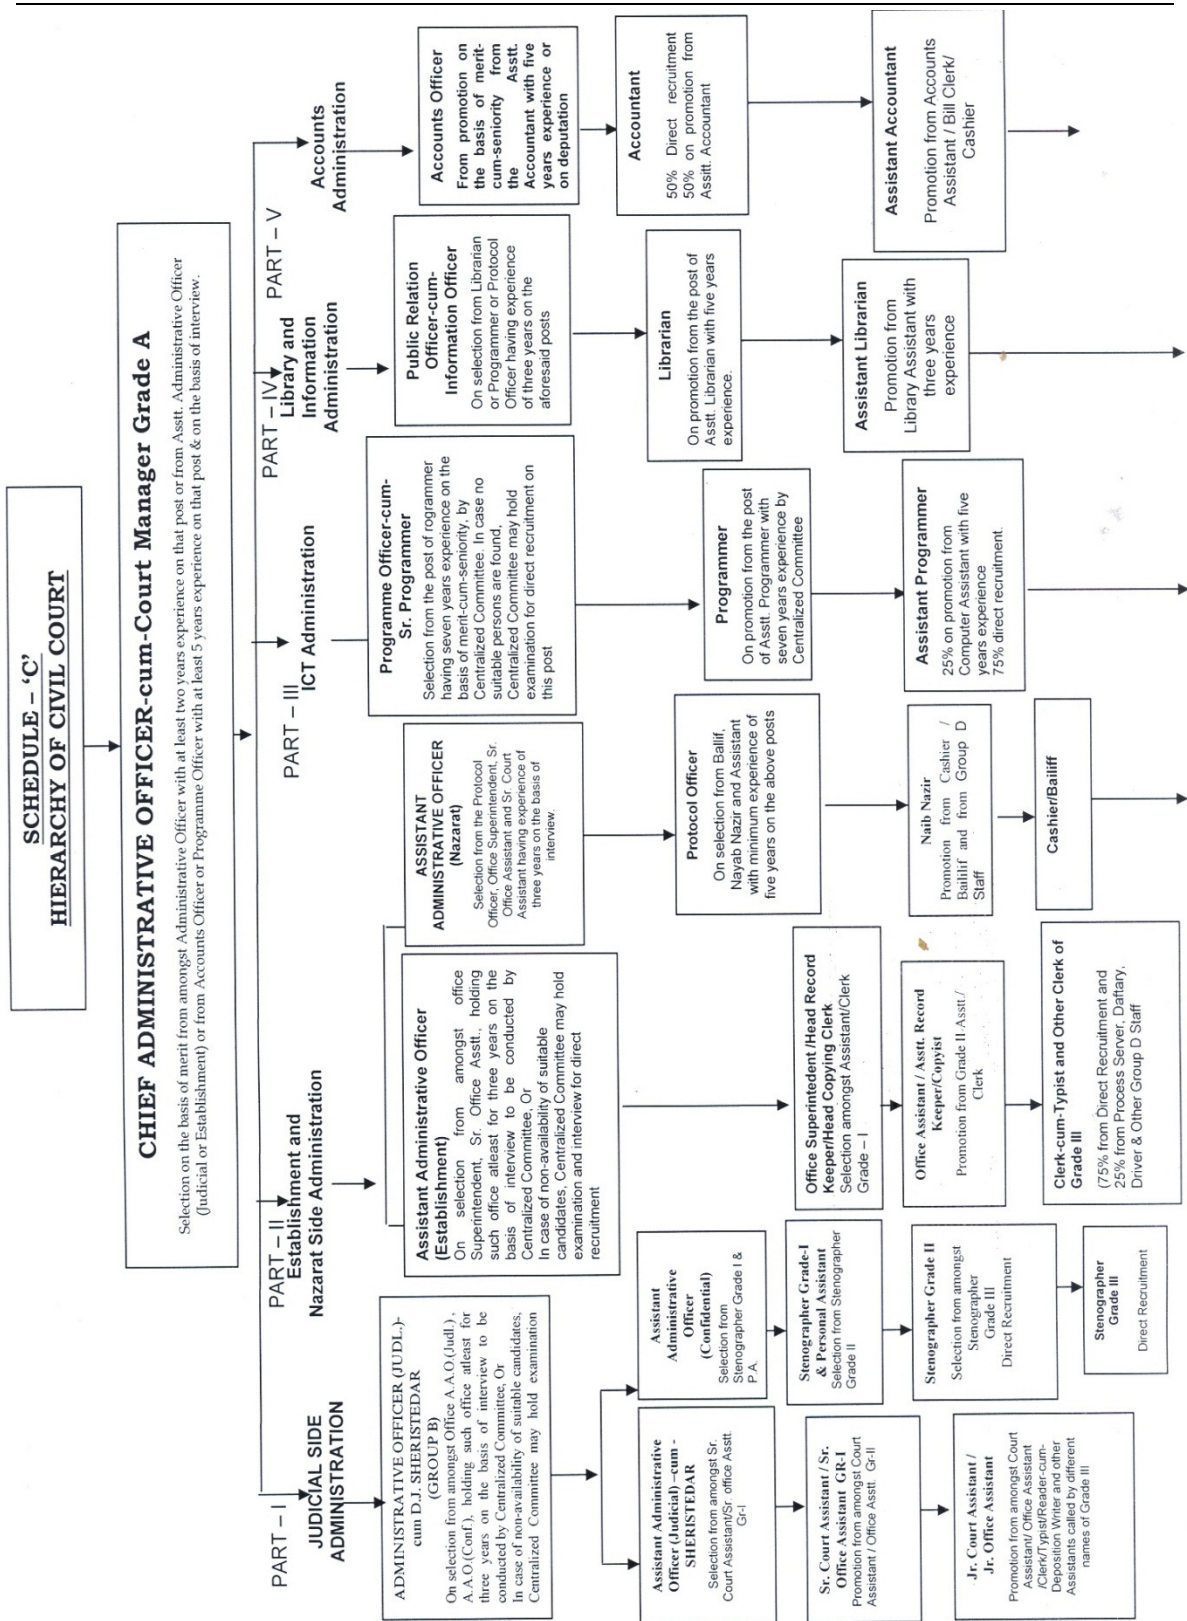 SCHEDULE – 'C'
HIERARCHY OF CIVIL COURT
CHIEF ADMINISTRATIVE OFFICER-cum-Court Manager Grade A
Selection on the basis of merit from amongst Administrative Officer with at least two years experience on that post or from Asstt. Administrative Officer
(Judicial or Establishment) or from Accounts Officer or Programme Officer with at least 5 years experience on that post & on the basis of interview.
PART – I
JUDICIAL SIDE
ADMINISTRATION
ADMINISTRATIVE OFFICER (JUDL.)-
cum D.J. SHERISTEDAR
(GROUP B)
On selection from amongst Office A.A.O.(Judl.) ,
A.A.O.(Conf.), holding such office atleast for
three years on the basis of interview to be
conducted by Centralized Committee, Or
In case of non-availability of suitable candidates,
Centralized Committee may hold examination
Assistant Administrative
Officer (Judicial) –cum -
SHERISTEDAR
Selection from amongst Sr.
Court Assistant/Sr. office Asstt.
Gr-I
Sr. Court Assistant / Sr.
Office Assistant GR-I
Promotion from amongst Court
Assistant / Office Asstt. Gr-II
Jr. Court Assistant /
Jr. Office Assistant
Promotion from amongst Court
Assistant/ Office Assistant
/Clerk/Typist/Reader-cum-
Deposition Writer and other
Assistants called by different
names of Grade III
Assistant
Administrative
Officer
(Confidential)
Selection from
Stenographer Grade I &
P.A.
Stenographer Grade-I
& Personal Assistant
Selection from Stenographer
Grade II
Stenographer Grade II
Selection from amongst
Stenographer
Grade III
Direct Recruitment
Stenographer
Grade III
Direct Recruitment
PART – II
Establishment and
Nazarat Side Administration
Assistant Administrative Officer
(Establishment)
On selection from amongst office
Superintendent, Sr. Office Asstt., holding
such office atleast for three years on the
basis of interview to be conducted by
Centralized Committee, Or
In case of non-availability of suitable
candidates, Centralized Committee may hold
examination and interview for direct
recruitment
Office Superintedent /Head Record
Keeper/Head Copying Clerk
Selection amongst Assistant/Clerk
Grade – I
Office Assistant / Asstt. Record
Keeper/Copyist
Promotion from Grade II Asstt./
Clerk
Clerk-cum-Typist and Other Clerk of
Grade III
(75% from Direct Recruitment and
25% from Process Server, Daftary,
Driver & Other Group D Staff
ASSISTANT
ADMINISTRATIVE OFFICER
(Nazarat)
Selection from the Protocol
Officer, Office Superintendent, Sr.
Office Assistant and Sr. Court
Assistant having experience of
three years on the basis of
interview.
Protocol Officer
On selection from Ballif,
Nayab Nazir and Assistant
with minimum experience of
five years on the above posts
Naib Nazir
Promotion from Cashier /
Baililif and from Group D
Staff
Cashier/Bailiff
PART – III
ICT Administration
Programme Officer-cum-
Sr. Programmer
Selection from the post of rogrammer
having seven years experience on the
basis of merit-cum-seniority, by
Centralized Committee. In case no
suitable persons are found,
Centralized Committee may hold
examination for direct recruitment on
this post
Programmer
On promotion from the post
of Asstt. Programmer with
seven years experience by
Centralized Committee
Assistant Programmer
25% on promotion from
Computer Assistant with five
years experience
75% direct recruitment.
PART – IV
Library and
Information
Administration
Public Relation
Officer-cum-
Information Officer
On selection from Librarian
or Programmer or Protocol
Officer having experience
of three years on the
aforesaid posts
Librarian
On promotion from the post of
Asstt. Librarian with five years
experience.
Assistant Librarian
Promotion from
Library Assistant with
three years
experience
PART – V
Accounts
Administration
Accounts Officer
From promotion on
the basis of merit-
cum-seniority from
the Asstt.
Accountant with five
years experience or
on deputation
Accountant
50% Direct recruitment
50% on promotion from
Assitt. Accountant
Assistant Accountant
Promotion from Accounts
Assistant / Bill Clerk/
Cashier